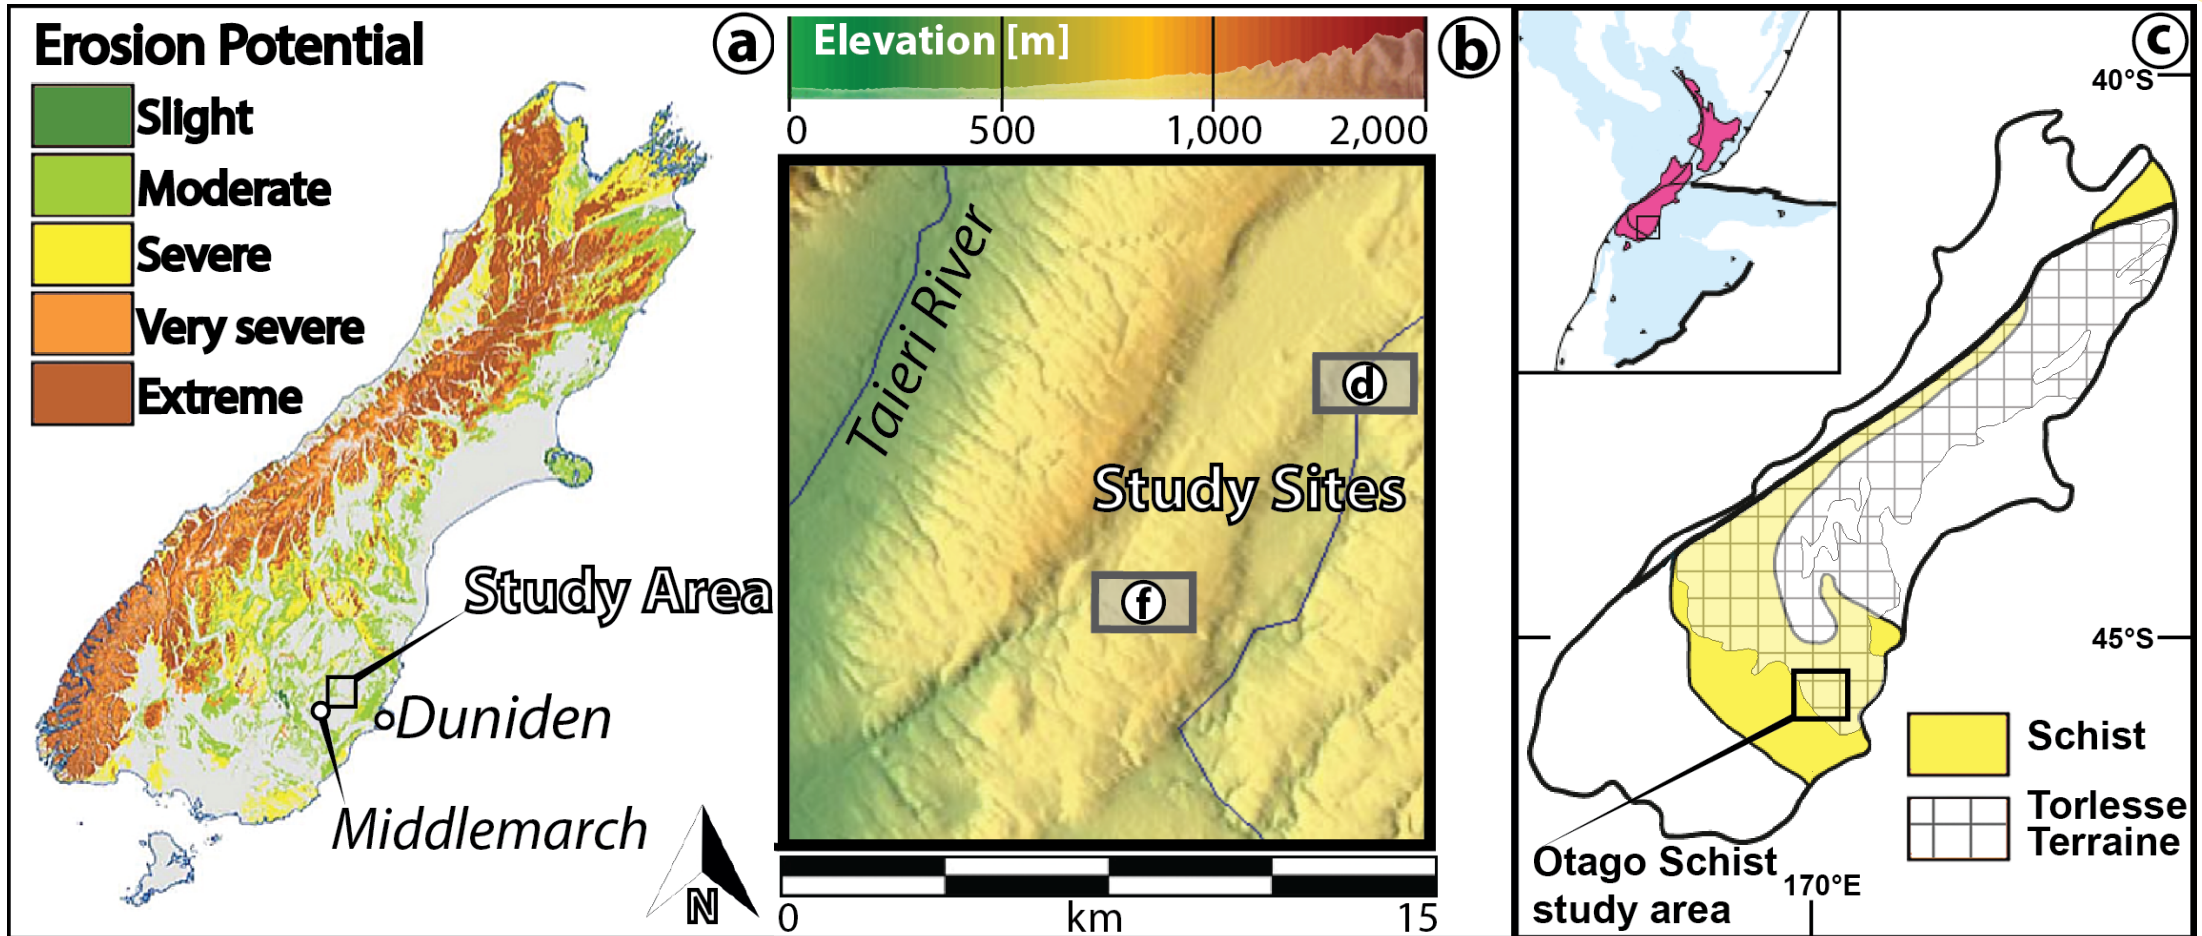 Erosion Potential
Slight
Moderate
Severe
Very severe
Extreme
Study Area
Duniden
Middlemarch
N
a
Elevation [m]
0 500 1,000 2,000
Taieri River
d
Study Sites
f
0 km 15
b
c
40°S
45°S
Schist
Torlesse
Terraine
Otago Schist
study area
170°E